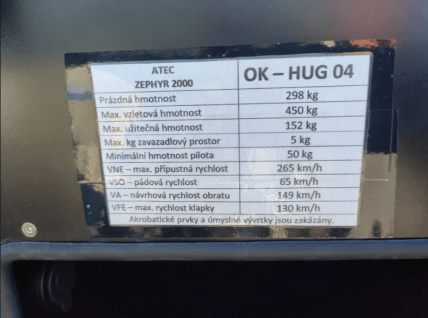 ATEC
ZEPHYR 2000 OK – HUG 04
Prázdná hmotnost 298 kg
Max. vzletová hmotnost 450 kg
Max. užitečná hmotnost 152 kg
Max. kg zavazadlový prostor 5 kg
Minimální hmotnost pilota 50 kg
VNE – max. přípustná rychlost 265 km/h
VSO – pádová rychlost 65 km/h
VA – návrhová rychlost obratu 149 km/h
VFE – max. rychlost klapky 130 km/h
Akrobatické prvky a úmyslné vývrtky jsou zakázány.